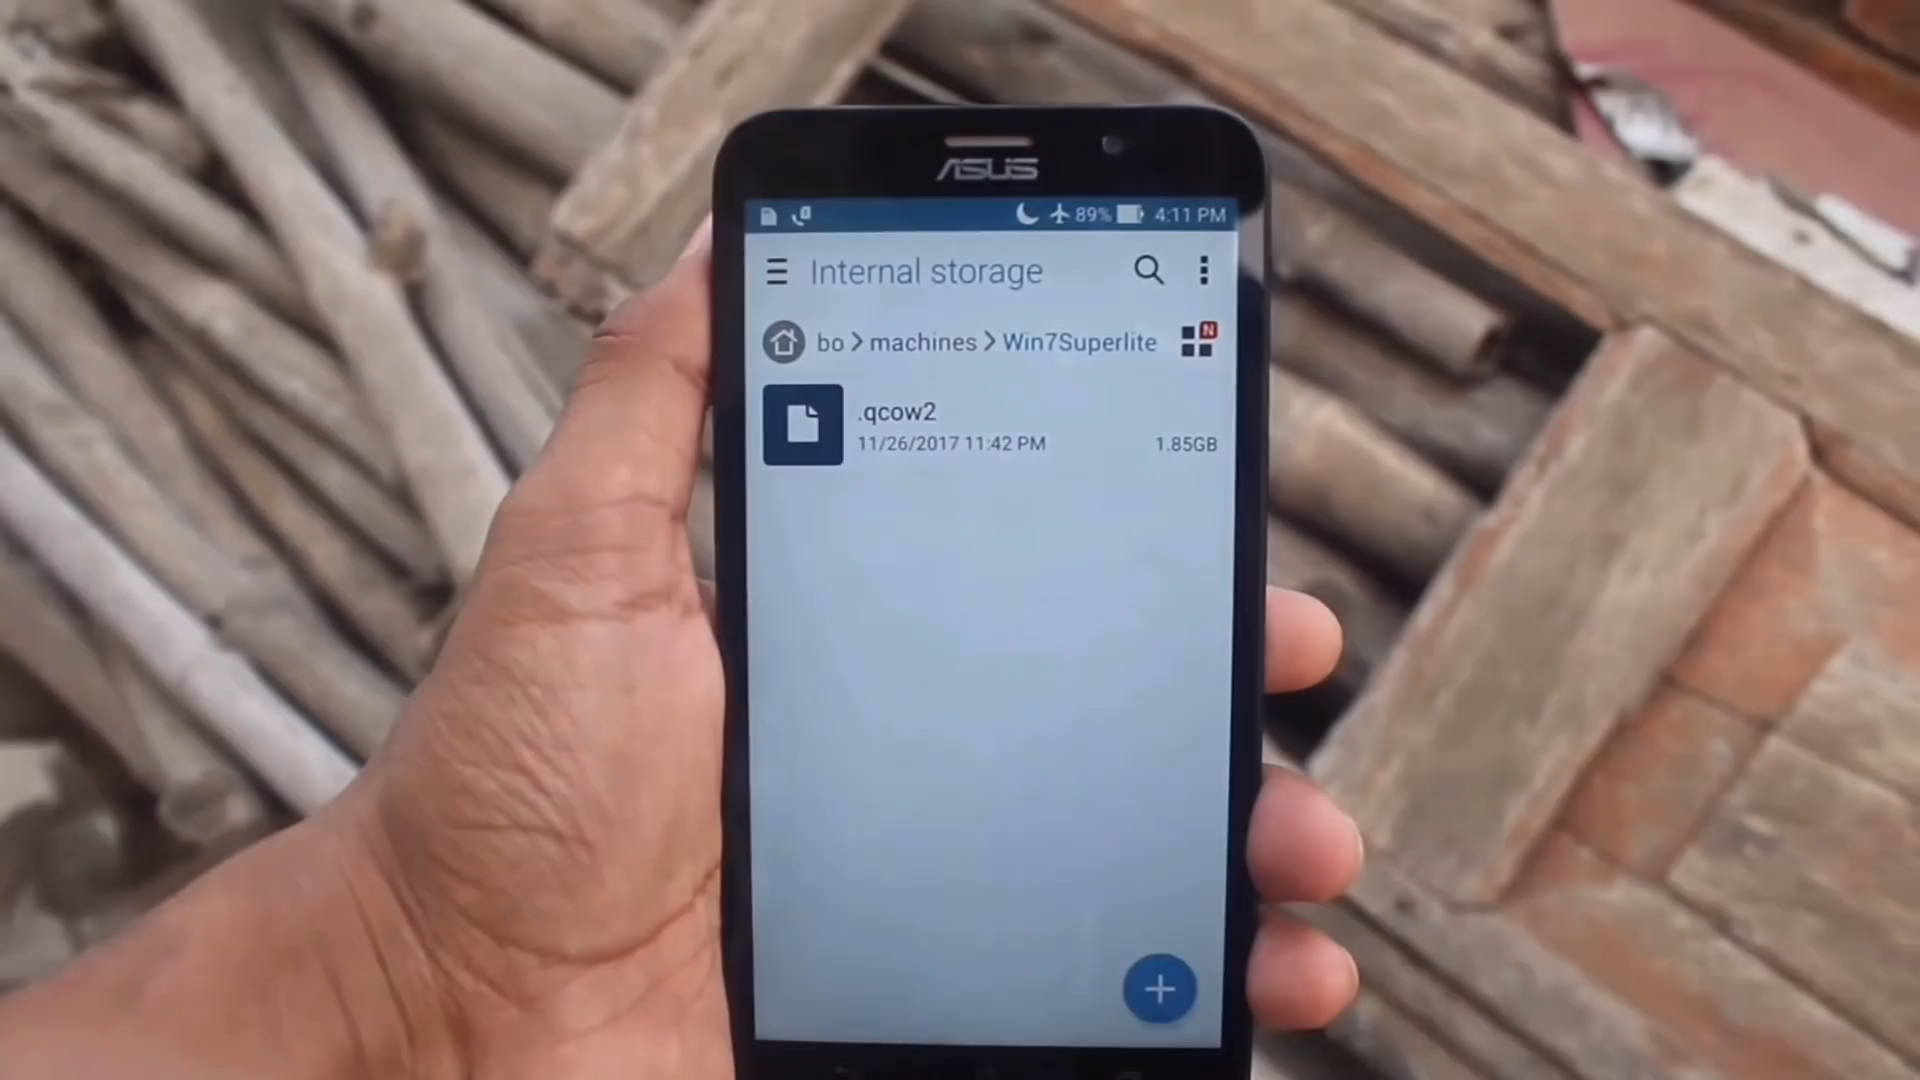 ASUS
89% 4:11 PM
Internal storage
bo > machines > Win7Superlite
N
.qcow2
11/26/2017 11:42 PM 1.85GB